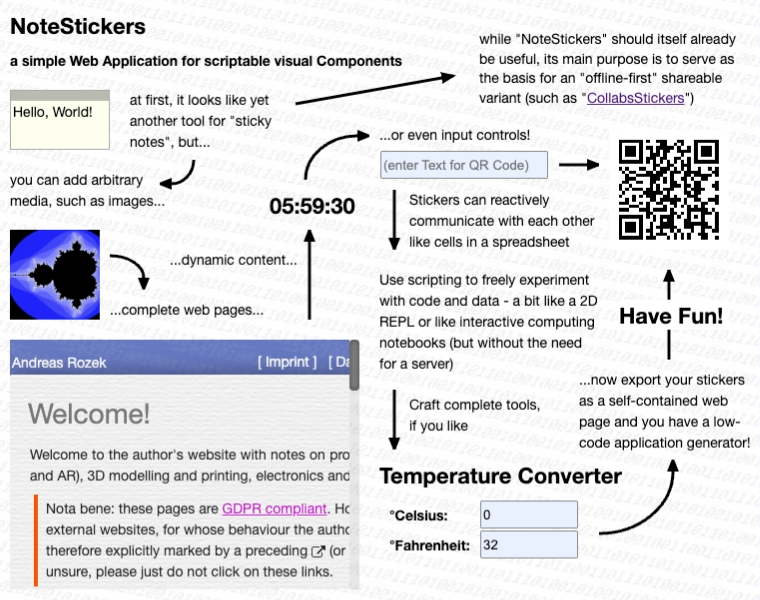 NoteStickers
a simple Web Application for scriptable visual Components
while "NoteStickers" should itself already
be useful, its main purpose is to serve as
the basis for an "offline-first" shareable
variant (such as "CollabsStickers")
Hello, World!
at first, it looks like yet
another tool for "sticky
notes", but...
you can add arbitrary
media, such as images...
...dynamic content...
...complete web pages...
05:59:30
Andreas Rozek
[ Imprint ] [ Da
Welcome!
Welcome to the author's website with notes on pro
and AR), 3D modelling and printing, electronics and
Nota bene: these pages are GDPR compliant. Ho
external websites, for whose behaviour the autho
therefore explicitly marked by a preceding (or
unsure, please just do not click on these links.
...or even input controls!
(enter Text for QR Code)
Stickers can reactively
communicate with each other
like cells in a spreadsheet
Use scripting to freely experiment
with code and data - a bit like a 2D
REPL or like interactive computing
notebooks (but without the need
for a server)
Craft complete tools,
if you like
Temperature Converter
°Celsius: 0
°Fahrenheit: 32
...now export your stickers
as a self-contained web
page and you have a low-
code application generator!
Have Fun!